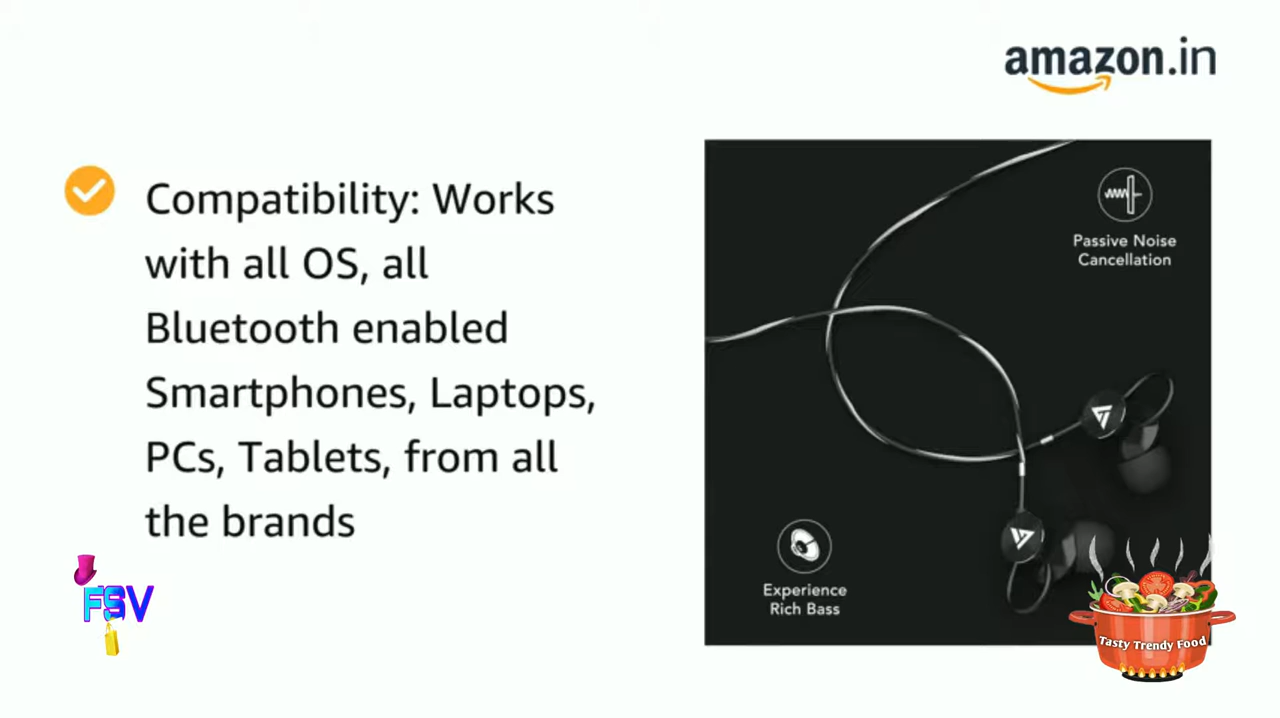 amazon.in
Compatibility: Works
with all OS, all
Bluetooth enabled
Smartphones, Laptops,
PCs, Tablets, from all
the brands
Passive Noise
Cancellation
Experience
Rich Bass
FSV
Tasty Trendy Food